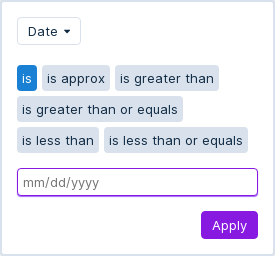 Date
is is approx is greater than
is greater than or equals
is less than is less than or equals
mm/dd/yyyy
Apply